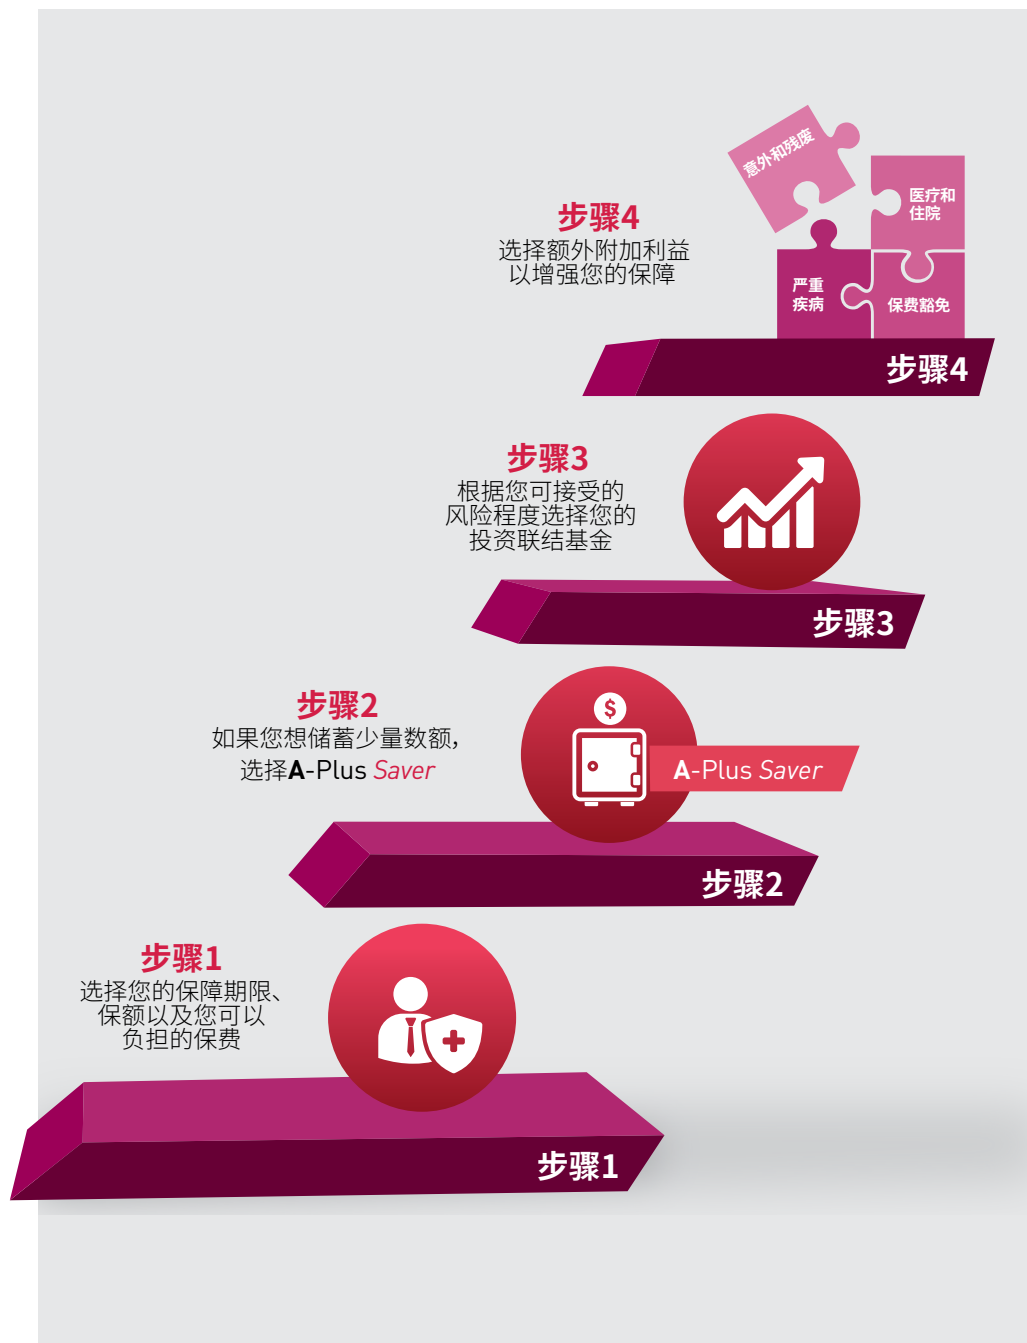 意外和残废
医疗和
住院
严重
疾病
保费豁免
步骤4
选择额外附加利益
以增强您的保障
步骤4
步骤3
根据您可接受的
风险程度选择您的
投资联结基金
步骤3
步骤2
如果您想储蓄少量数额，
选择A-Plus Saver
$
A-Plus Saver
步骤2
步骤1
选择您的保障期限、
保额以及您可以
负担的保费
步骤1